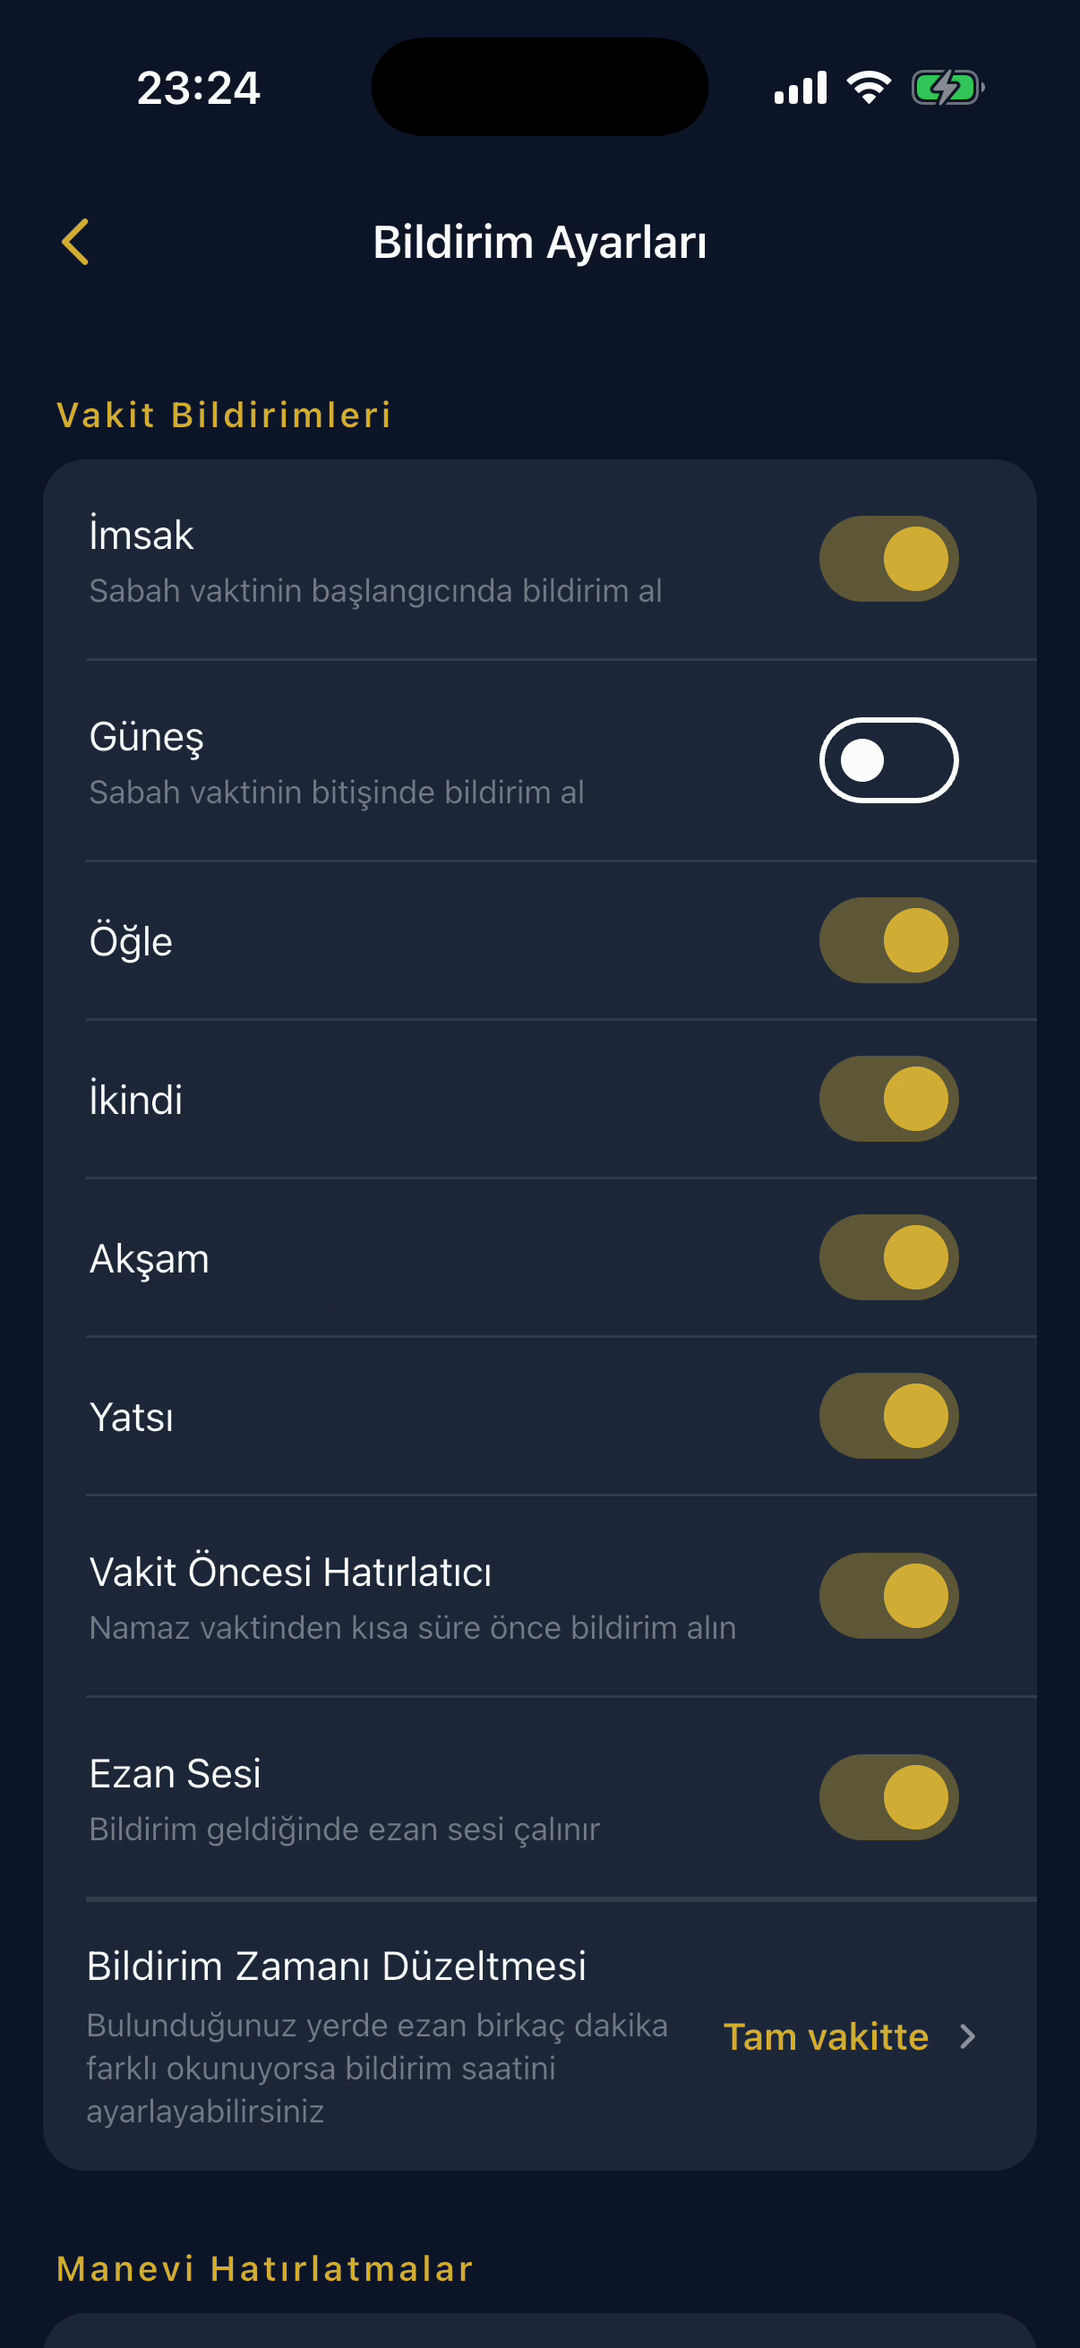 23:24
Bildirim Ayarları
Vakit Bildirimleri
İmsak
Sabah vaktinin başlangıcında bildirim al
Güneş
Sabah vaktinin bitişinde bildirim al
Öğle
İkindi
Akşam
Yatsı
Vakit Öncesi Hatırlatıcı
Namaz vaktinden kısa süre önce bildirim alın
Ezan Sesi
Bildirim geldiğinde ezan sesi çalınır
Bildirim Zamanı Düzeltmesi
Bulunduğunuz yerde ezan birkaç dakika
farklı okunuyorsa bildirim saatini
ayarlayabilirsiniz
Tam vakitte
Manevi Hatırlatmalar